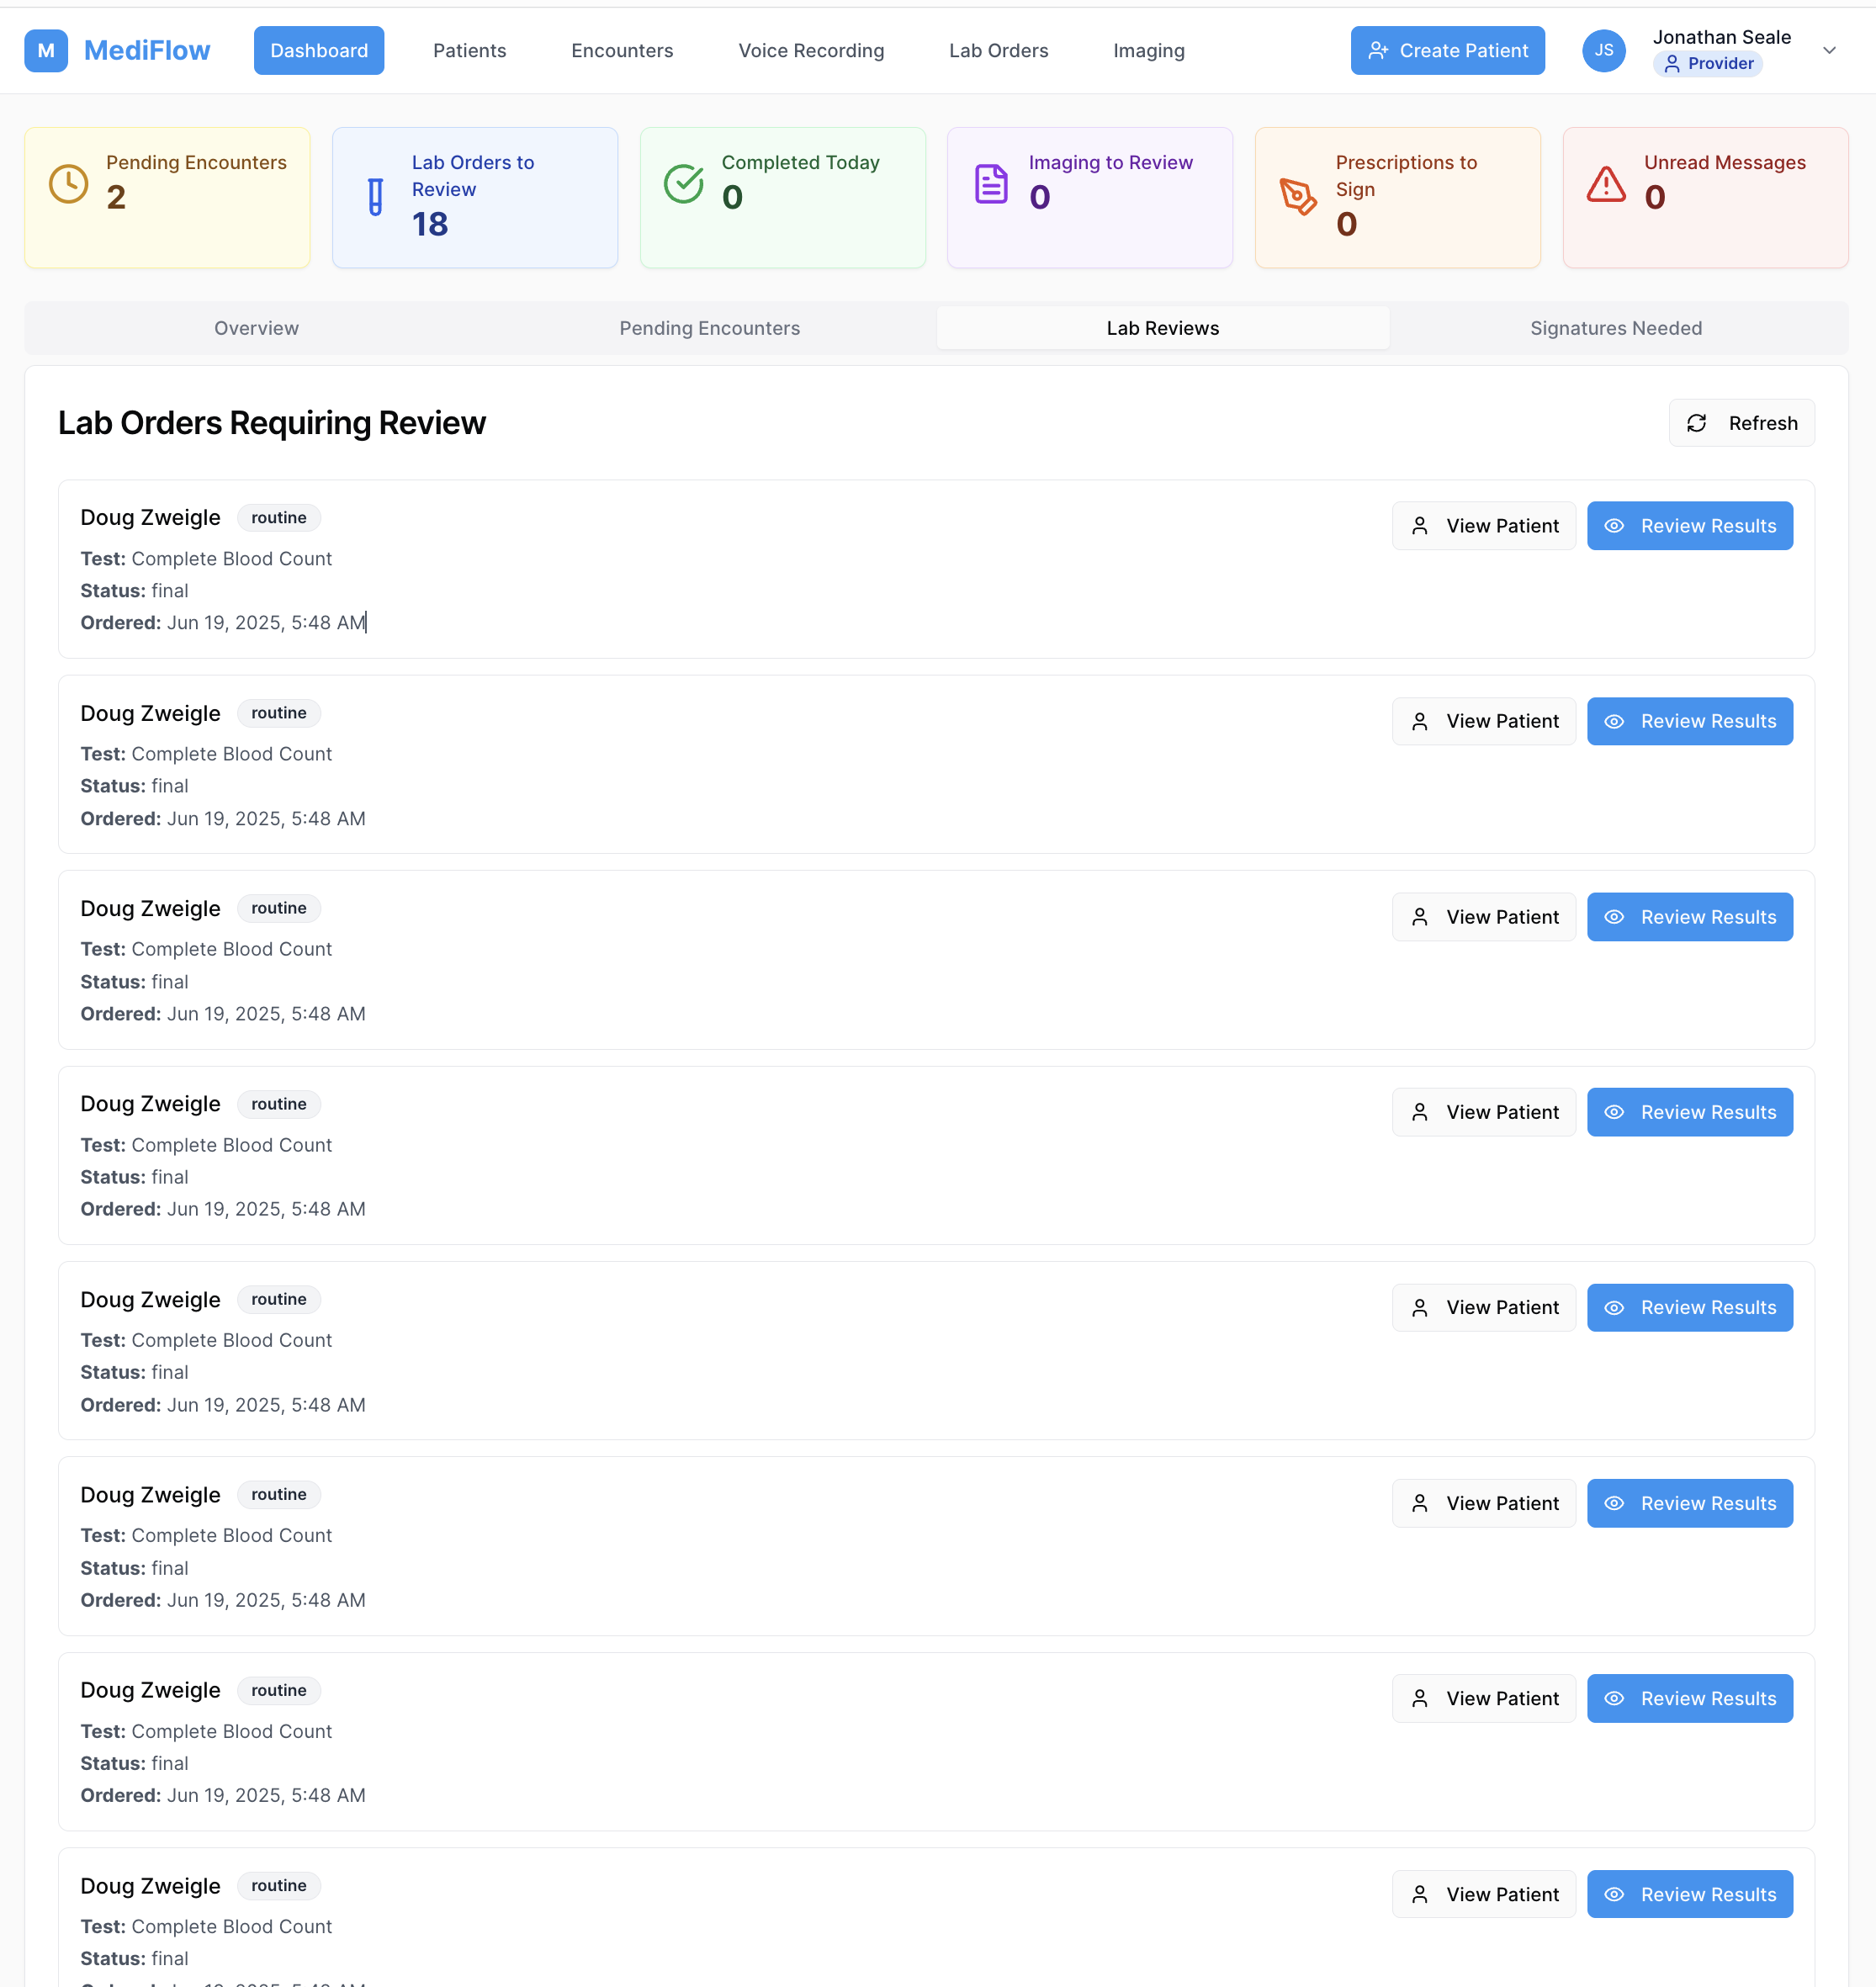 M MediFlow Dashboard Patients Encounters Voice Recording Lab Orders Imaging Create Patient JS Jonathan Seale
Provider
Pending Encounters
2
Lab Orders to
Review
18
Completed Today
0
Imaging to Review
0
Prescriptions to
Sign
0
Unread Messages
0
Overview Pending Encounters Lab Reviews Signatures Needed
Lab Orders Requiring Review Refresh
Doug Zweigle routine View Patient Review Results
Test: Complete Blood Count
Status: final
Ordered: Jun 19, 2025, 5:48 AM
Doug Zweigle routine View Patient Review Results
Test: Complete Blood Count
Status: final
Ordered: Jun 19, 2025, 5:48 AM
Doug Zweigle routine View Patient Review Results
Test: Complete Blood Count
Status: final
Ordered: Jun 19, 2025, 5:48 AM
Doug Zweigle routine View Patient Review Results
Test: Complete Blood Count
Status: final
Ordered: Jun 19, 2025, 5:48 AM
Doug Zweigle routine View Patient Review Results
Test: Complete Blood Count
Status: final
Ordered: Jun 19, 2025, 5:48 AM
Doug Zweigle routine View Patient Review Results
Test: Complete Blood Count
Status: final
Ordered: Jun 19, 2025, 5:48 AM
Doug Zweigle routine View Patient Review Results
Test: Complete Blood Count
Status: final
Ordered: Jun 19, 2025, 5:48 AM
Doug Zweigle routine View Patient Review Results
Test: Complete Blood Count
Status: final